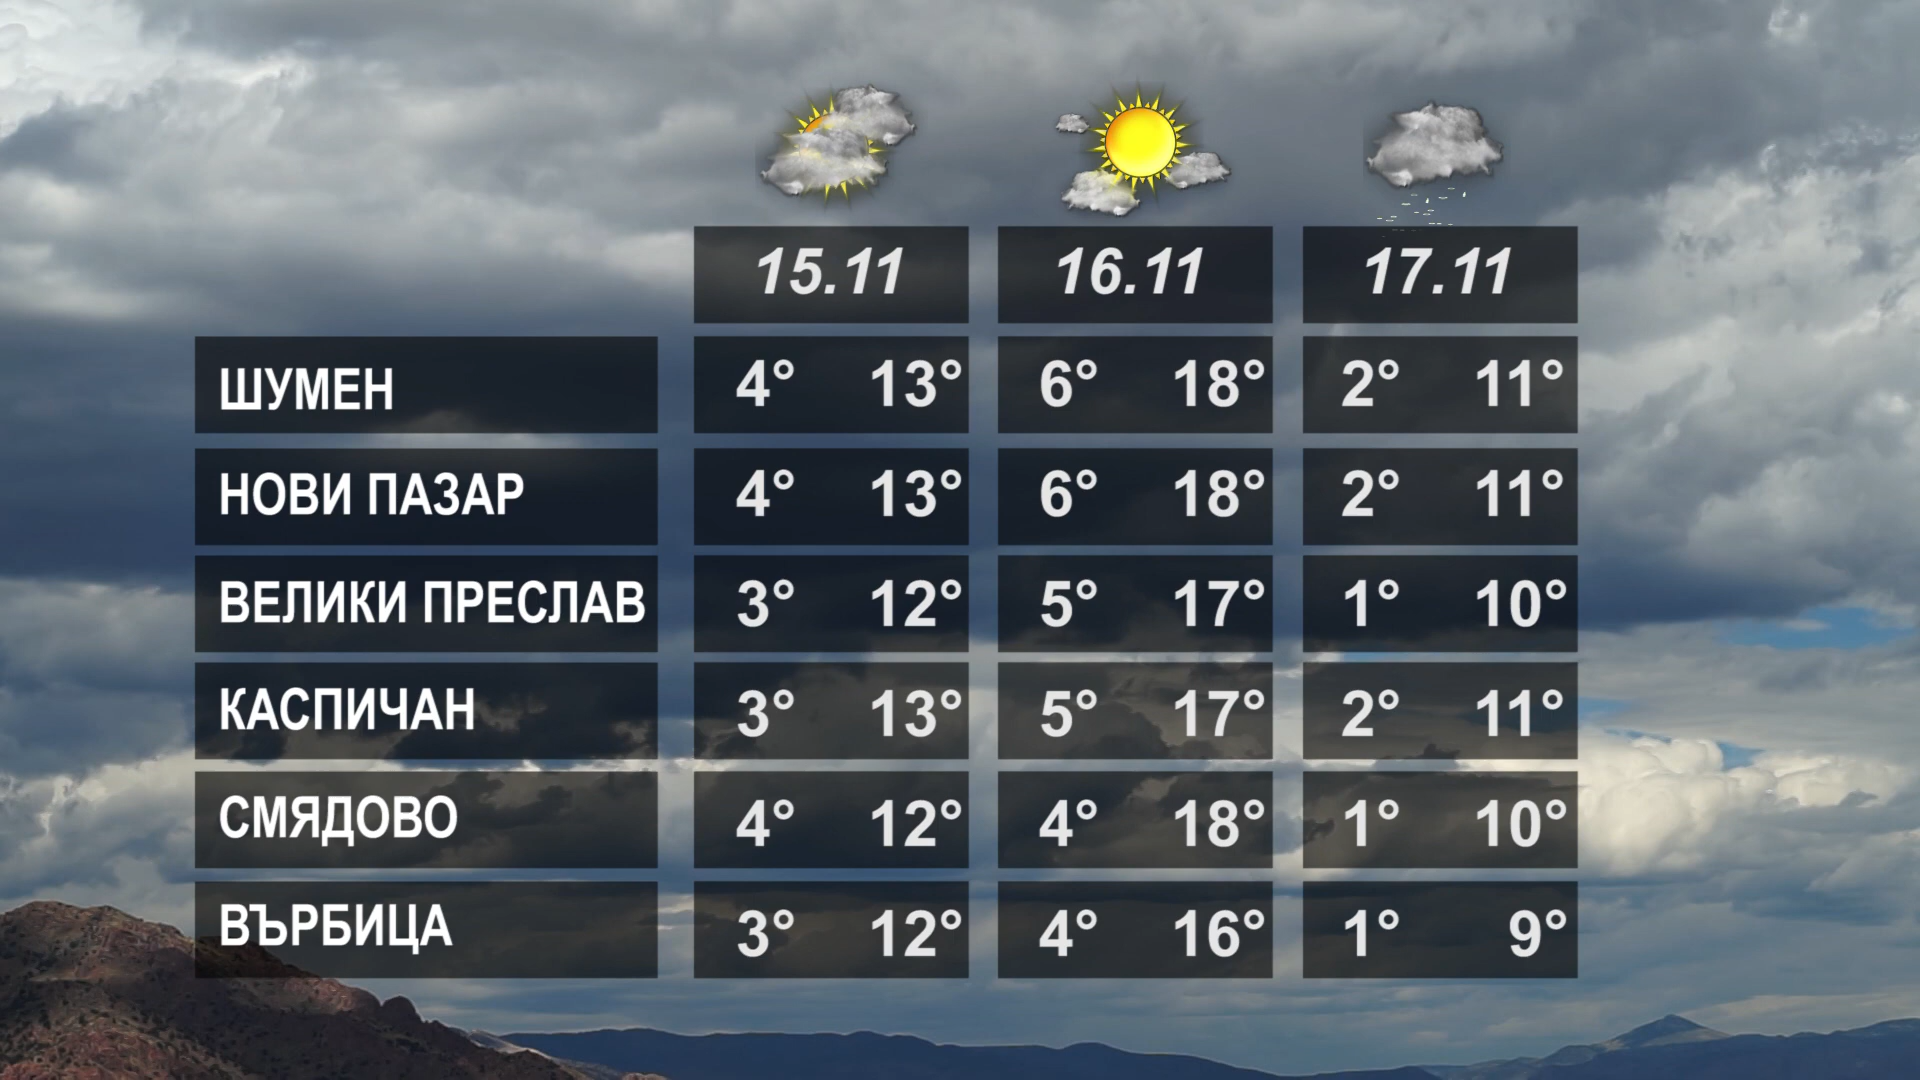 15.11 16.11 17.11
ШУМЕН 4° 13° 6° 18° 2° 11°
НОВИ ПАЗАР 4° 13° 6° 18° 2° 11°
ВЕЛИКИ ПРЕСЛАВ 3° 12° 5° 17° 1° 10°
КАСПИЧАН 3° 13° 5° 17° 2° 11°
СМЯДОВО 4° 12° 4° 18° 1° 10°
ВЪРБИЦА 3° 12° 4° 16° 1° 9°